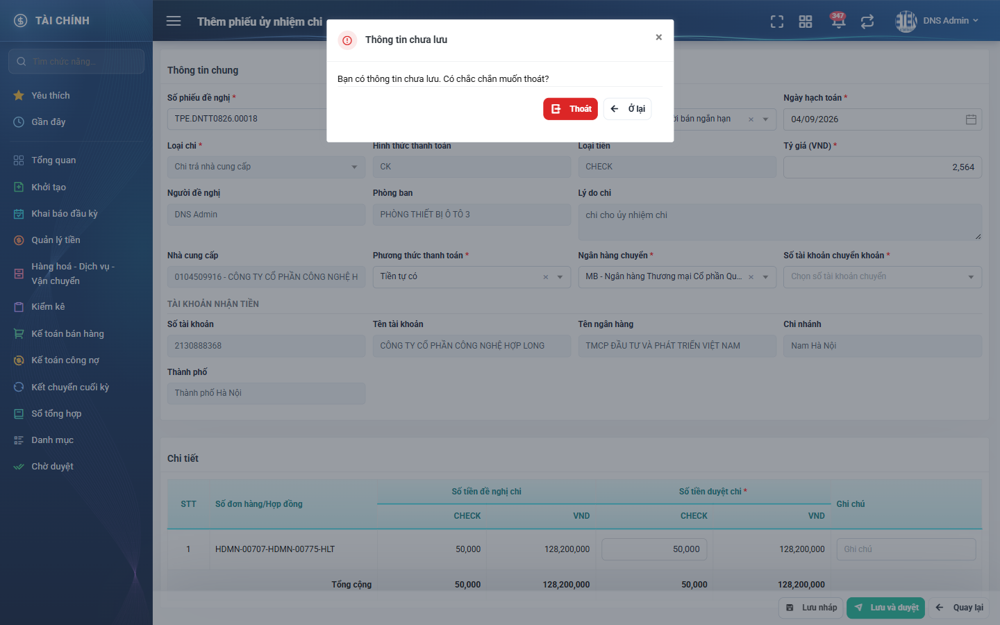 TÀI CHÍNH
Thêm phiếu ủy nhiệm chi
347
DNS Admin
Tìm chức năng...
Yêu thích
Gần đây
Tổng quan
Khởi tạo
Khai báo đầu kỳ
Quản lý tiền
Hàng hoá - Dịch vụ -
Vận chuyển
Kiểm kê
Kế toán bán hàng
Kế toán công nợ
Kết chuyển cuối kỳ
Sổ tổng hợp
Danh mục
Chờ duyệt
Thông tin chưa lưu
×
Bạn có thông tin chưa lưu. Có chắc chắn muốn thoát?
Thoát
Ở lại
Thông tin chung
Số phiếu đề nghị *
Ngày hạch toán *
TPE.DNTT0826.00018
bán ngắn hạn
04/09/2026
Loại chi *
Hình thức thanh toán
Loại tiền
Tỷ giá (VND) *
Chi trả nhà cung cấp
CK
CHECK
2,564
Người đề nghị
Phòng ban
Lý do chi
DNS Admin
PHÒNG THIẾT BỊ Ô TÔ 3
chi cho ủy nhiệm chi
Nhà cung cấp
Phương thức thanh toán *
Ngân hàng chuyển *
Số tài khoản chuyển khoản *
0104509916 - CÔNG TY CỔ PHẦN CÔNG NGHỆ H
Tiền tự có
MB - Ngân hàng Thương mại Cổ phần Qu...
Chọn số tài khoản chuyển
TÀI KHOẢN NHẬN TIỀN
Số tài khoản
Tên tài khoản
Tên ngân hàng
Chi nhánh
2130888368
CÔNG TY CỔ PHẦN CÔNG NGHỆ HỢP LONG
TMCP ĐẦU TƯ VÀ PHÁT TRIỂN VIỆT NAM
Nam Hà Nội
Thành phố
Thành phố Hà Nội
Chi tiết
STT
Số đơn hàng/Hợp đồng
Số tiền đề nghị chi
Số tiền duyệt chi *
Ghi chú
CHECK
VND
CHECK
VND
1
HDMN-00707-HDMN-00775-HLT
50,000
128,200,000
50,000
128,200,000
Ghi chú
Tổng cộng
50,000
128,200,000
50,000
128,200,000
Lưu nháp
Lưu và duyệt
Quay lại